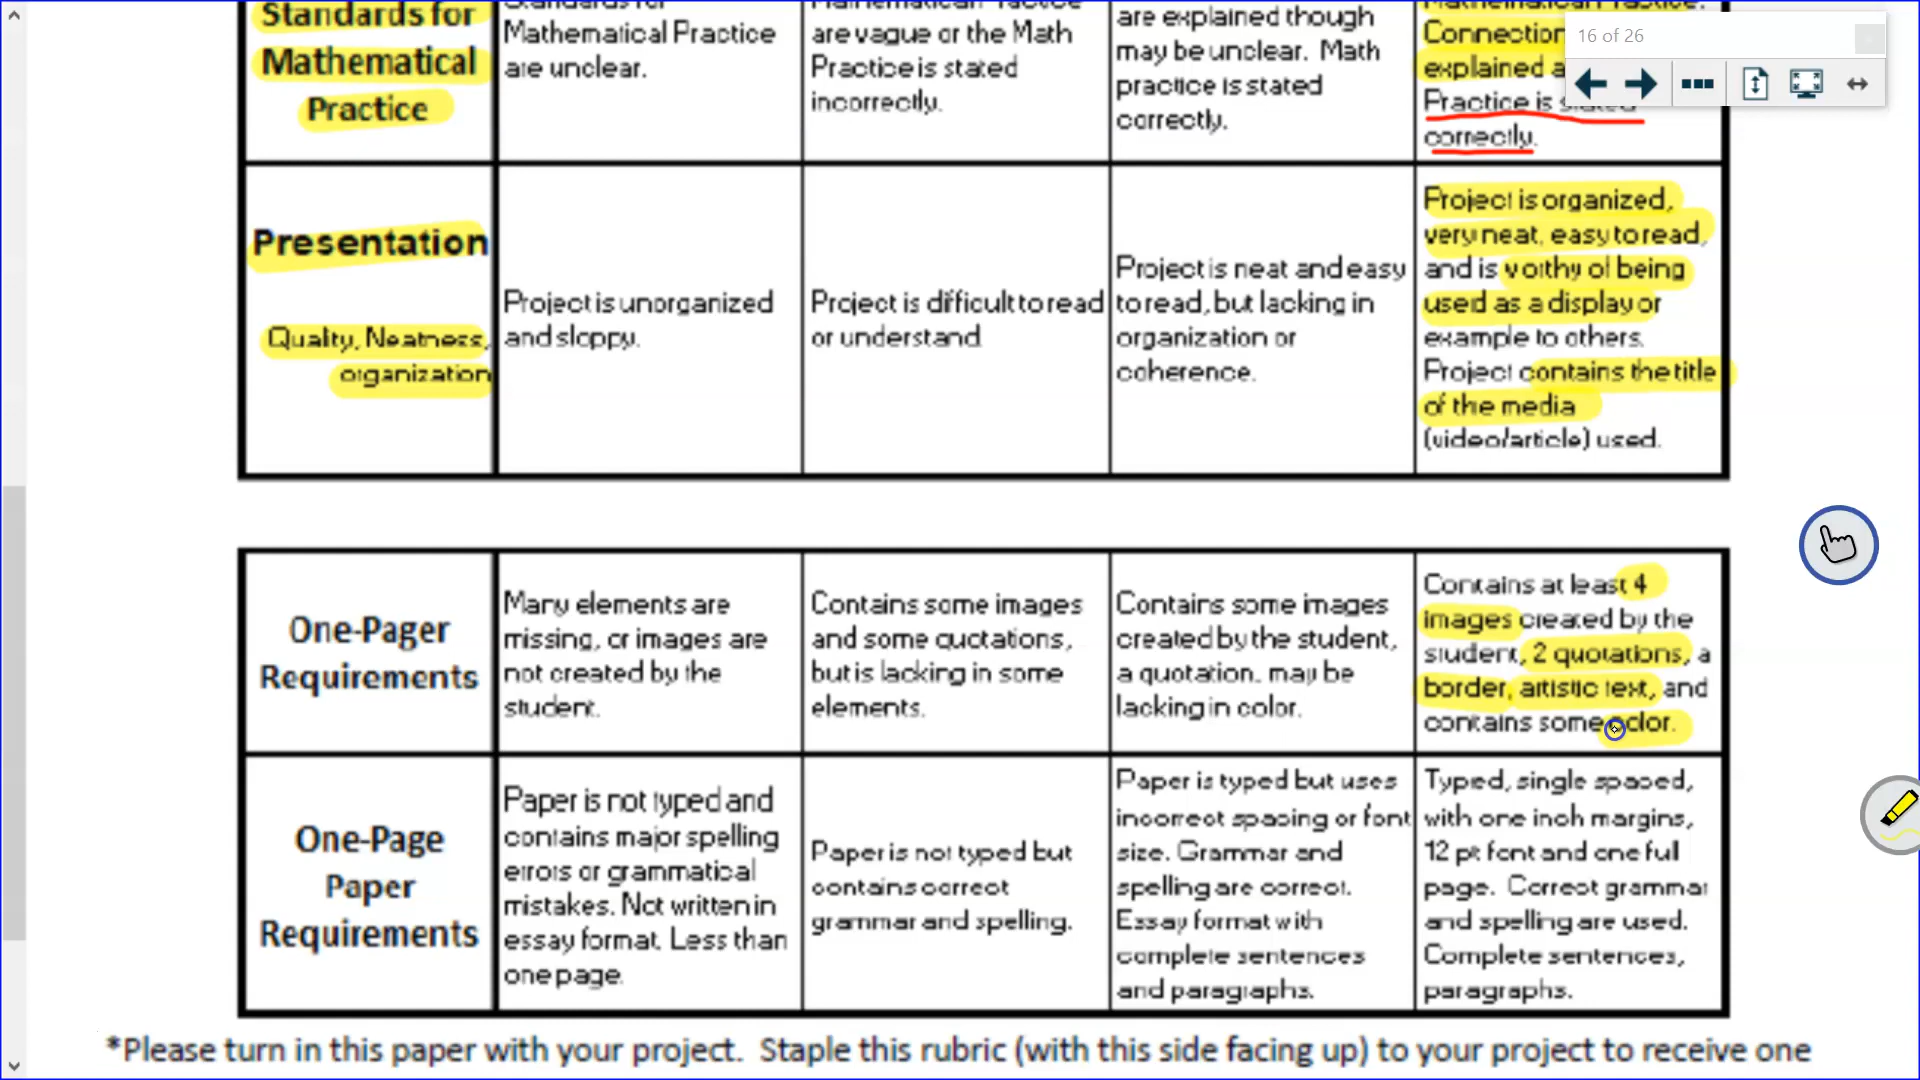 16 of 26
Standards for
Mathematical
Practice
Standards for
Mathematical Practice
are unclear.
Mathematical Practice
are vague or the Math
Practice is stated
incorrectly.
are explained though
may be unclear. Math
practice is stated
correctly.
Mathematical Practice.
Connection
explained a
Practice is stated
correctly.
Presentation
Quality, Neatness,
organization
Project is unorganized
and sloppy.
Project is difficult to read
or understand.
Project is neat and easy
to read, but lacking in
organization or
coherence.
Project is organized,
very neat, easy to read,
and is worthy of being
used as a display or
example to others.
Project contains the title
of the media
(video/article) used.
One-Pager
Requirements
Many elements are
missing, or images are
not created by the
student.
Contains some images
and some quotations,
but is lacking in some
elements.
Contains some images
created by the student,
a quotation. may be
lacking in color.
Contains at least 4
images created by the
student, 2 quotations, a
border, artistic text, and
contains some color.
One-Page
Paper
Requirements
Paper is not typed and
contains major spelling
errors or grammatical
mistakes. Not written in
essay format. Less than
one page.
Paper is not typed but
contains correct
grammar and spelling.
Paper is typed but uses
incorrect spacing or font
size. Grammar and
spelling are correct.
Essay format with
complete sentences
and paragraphs.
Typed, single spaced,
with one inch margins,
12 pt font and one full
page. Correct grammar
and spelling are used.
Complete sentences,
paragraphs.
*Please turn in this paper with your project. Staple this rubric (with this side facing up) to your project to receive one